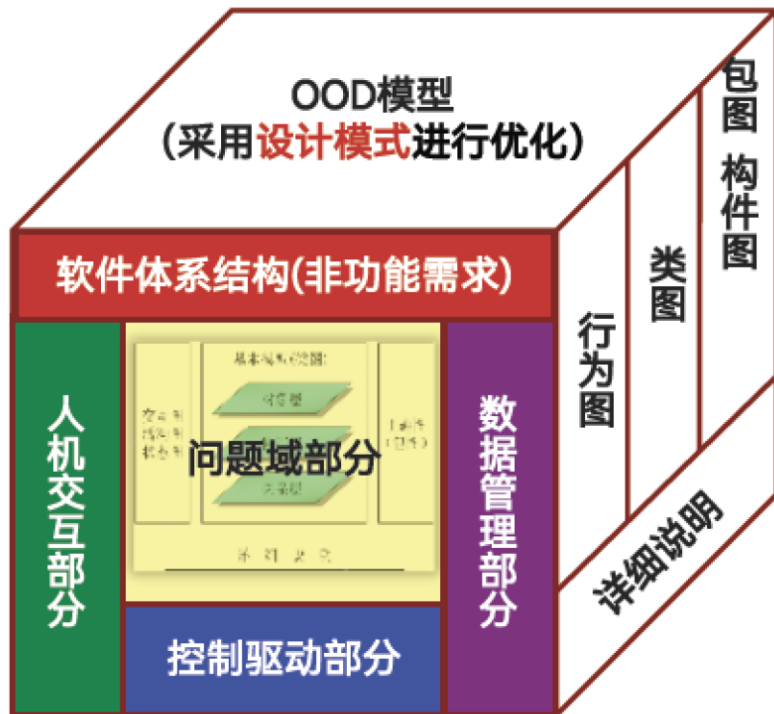 OOD模型
（采用设计模式进行优化）
包图 构件图
类图
行为图
详细说明
软件体系结构(非功能需求)
人机交互部分
问题域部分
数据管理部分
控制驱动部分